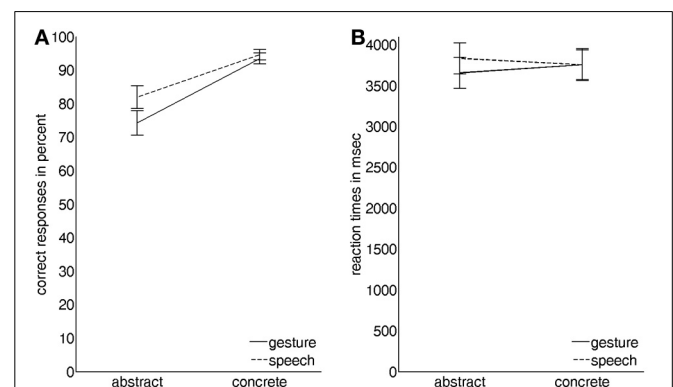 A
100
90
80
70
60
50
40
30
20
10
0
correct responses in percent
gesture
speech
abstract
concrete
B
4000
3500
3000
2500
2000
1500
1000
500
0
reaction times in msec
gesture
speech
abstract
concrete